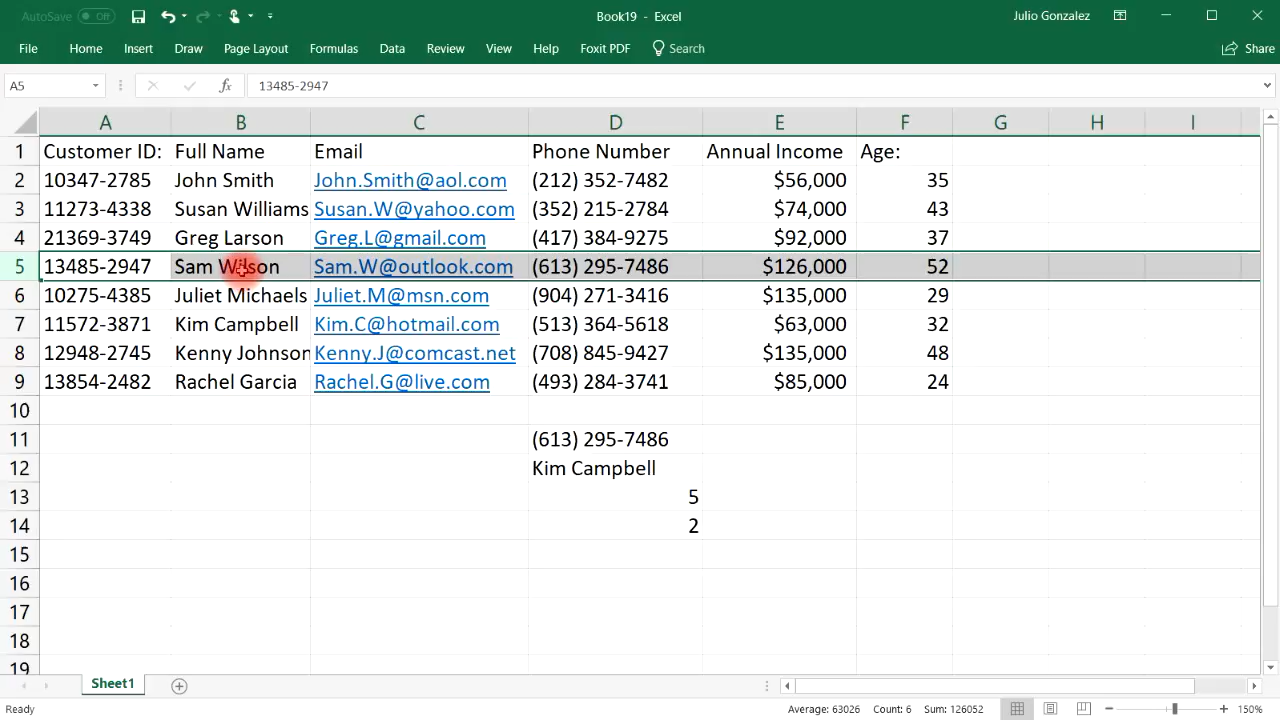 AutoSave Off Book19 - Excel Julio Gonzalez
File Home Insert Draw Page Layout Formulas Data Review View Help Foxit PDF Search Share
A5 fx 13485-2947
A B C D E F G H I
1 Customer ID: Full Name Email Phone Number Annual Income Age:
2 10347-2785 John Smith John.Smith@aol.com (212) 352-7482 $56,000 35
3 11273-4338 Susan Williams Susan.W@yahoo.com (352) 215-2784 $74,000 43
4 21369-3749 Greg Larson Greg.L@gmail.com (417) 384-9275 $92,000 37
5 13485-2947 Sam Wilson Sam.W@outlook.com (613) 295-7486 $126,000 52
6 10275-4385 Juliet Michaels Juliet.M@msn.com (904) 271-3416 $135,000 29
7 11572-3871 Kim Campbell Kim.C@hotmail.com (513) 364-5618 $63,000 32
8 12948-2745 Kenny Johnson Kenny.J@comcast.net (708) 845-9427 $135,000 48
9 13854-2482 Rachel Garcia Rachel.G@live.com (493) 284-3741 $85,000 24
10
11 (613) 295-7486
12 Kim Campbell
13 5
14 2
15
16
17
18
19
Sheet1
Ready Average: 63026 Count: 6 Sum: 126052 150%